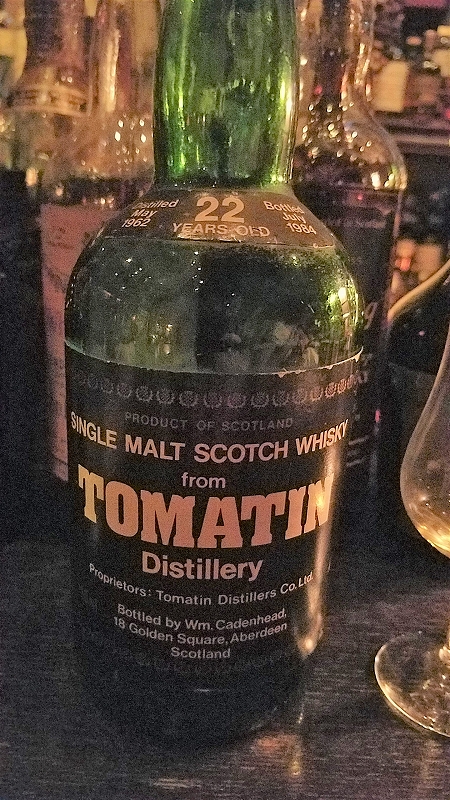 Distilled
May
1962
22
YEARS OLD
Bottled
July
1984
PRODUCT OF SCOTLAND
SINGLE MALT SCOTCH WHISKY
from
TOMATIN
Distillery
Proprietors: Tomatin Distillers Co. Ltd.
Bottled by Wm. Cadenhead,
18 Golden Square, Aberdeen
Scotland